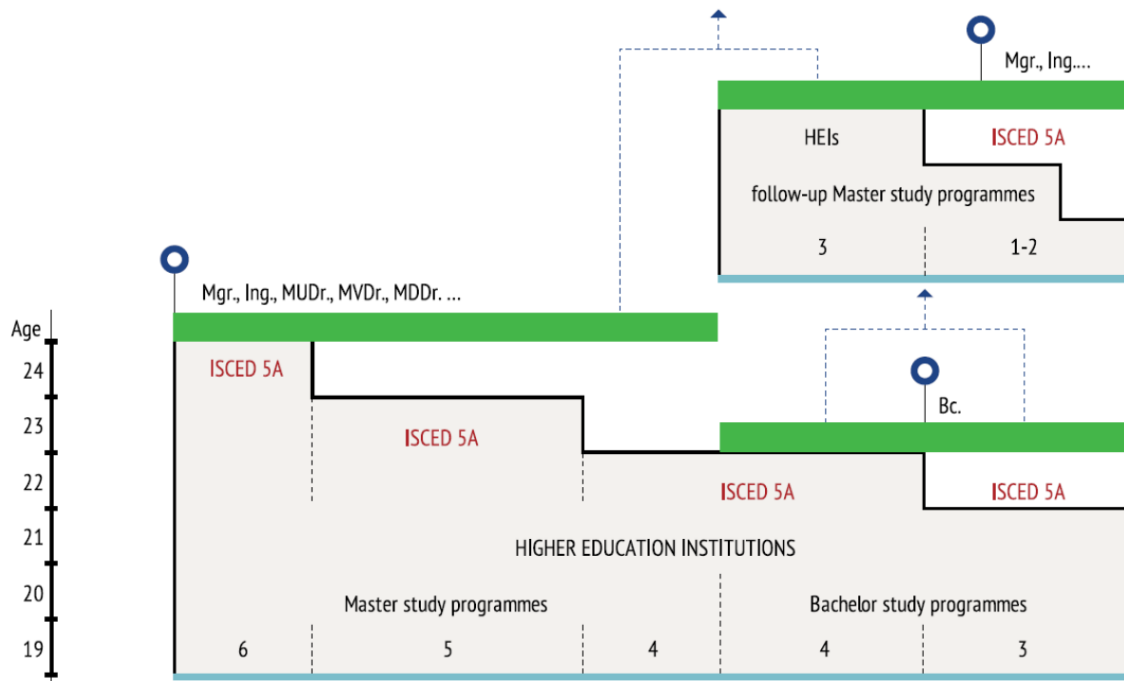 Mgr., Ing....
HEIs
ISCED 5A
follow-up Master study programmes
3
1-2
Mgr., Ing., MUDr., MVDr., MDDr. ...
Age
24
ISCED 5A
Bc.
23
ISCED 5A
22
ISCED 5A
ISCED 5A
21
HIGHER EDUCATION INSTITUTIONS
20
Master study programmes
Bachelor study programmes
19
6
5
4
4
3